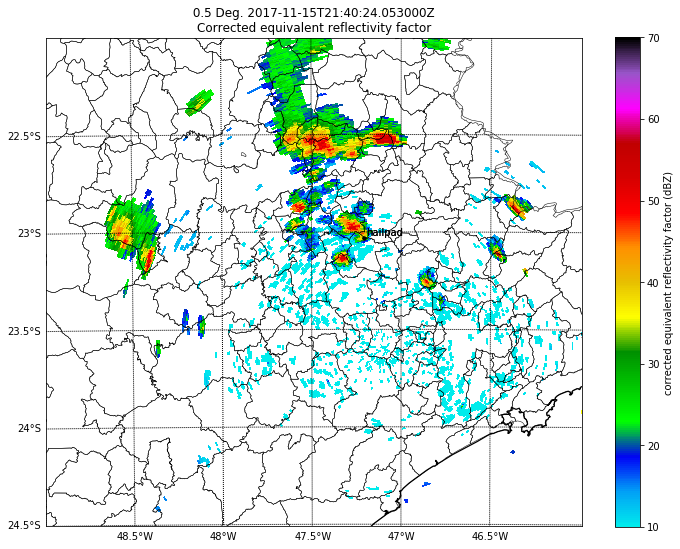 0.5 Deg. 2017-11-15T21:40:24.053000Z
Corrected equivalent reflectivity factor
70
60
50
40
30
20
10
corrected equivalent reflectivity factor (dBZ)
22.5°S
23°S
23.5°S
24°S
24.5°S
hailpad
48.5°W
48°W
47.5°W
47°W
46.5°W